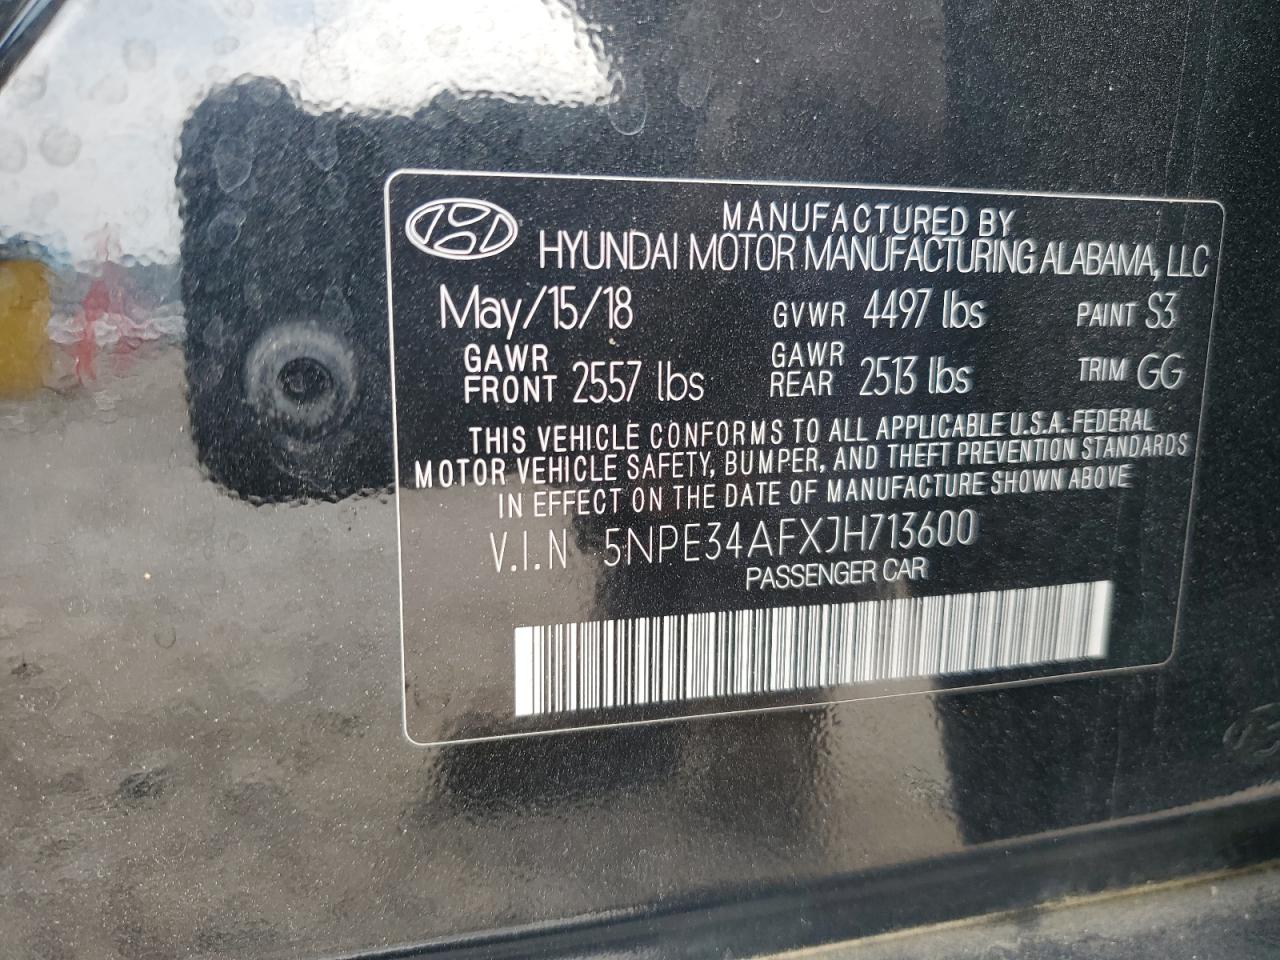 MANUFACTURED BY
HYUNDAI MOTOR MANUFACTURING ALABAMA, LLC
May/15/18 GVWR 4497 lbs PAINT S3
GAWR FRONT 2557 lbs GAWR REAR 2513 lbs TRIM GG
THIS VEHICLE CONFORMS TO ALL APPLICABLE U.S.A. FEDERAL
MOTOR VEHICLE SAFETY, BUMPER, AND THEFT PREVENTION STANDARDS
IN EFFECT ON THE DATE OF MANUFACTURE SHOWN ABOVE
V.I.N 5NPE34AFXJH713600
PASSENGER CAR